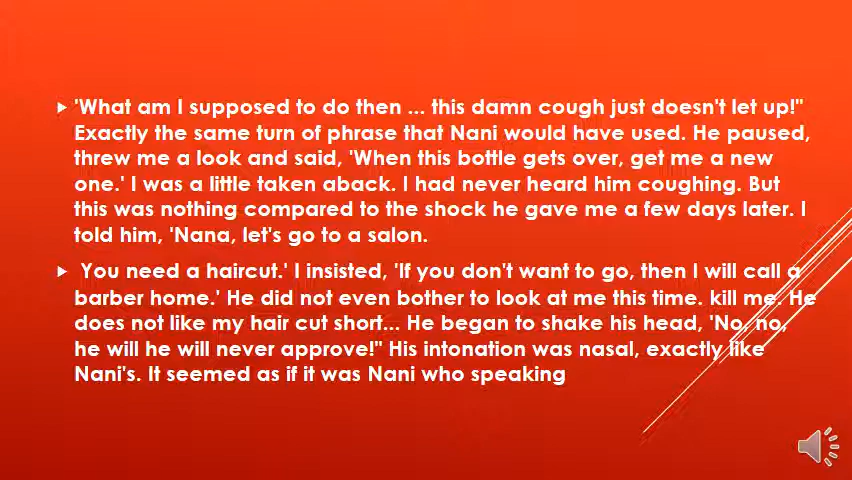 'What am I supposed to do then ... this damn cough just doesn't let up!"
Exactly the same turn of phrase that Nani would have used. He paused,
threw me a look and said, 'When this bottle gets over, get me a new
one.' I was a little taken aback. I had never heard him coughing. But
this was nothing compared to the shock he gave me a few days later. I
told him, 'Nana, let's go to a salon.
You need a haircut.' I insisted, 'If you don't want to go, then I will call a
barber home.' He did not even bother to look at me this time. kill me. He
does not like my hair cut short... He began to shake his head, 'No, no,
he will he will never approve!" His intonation was nasal, exactly like
Nani's. It seemed as if it was Nani who speaking